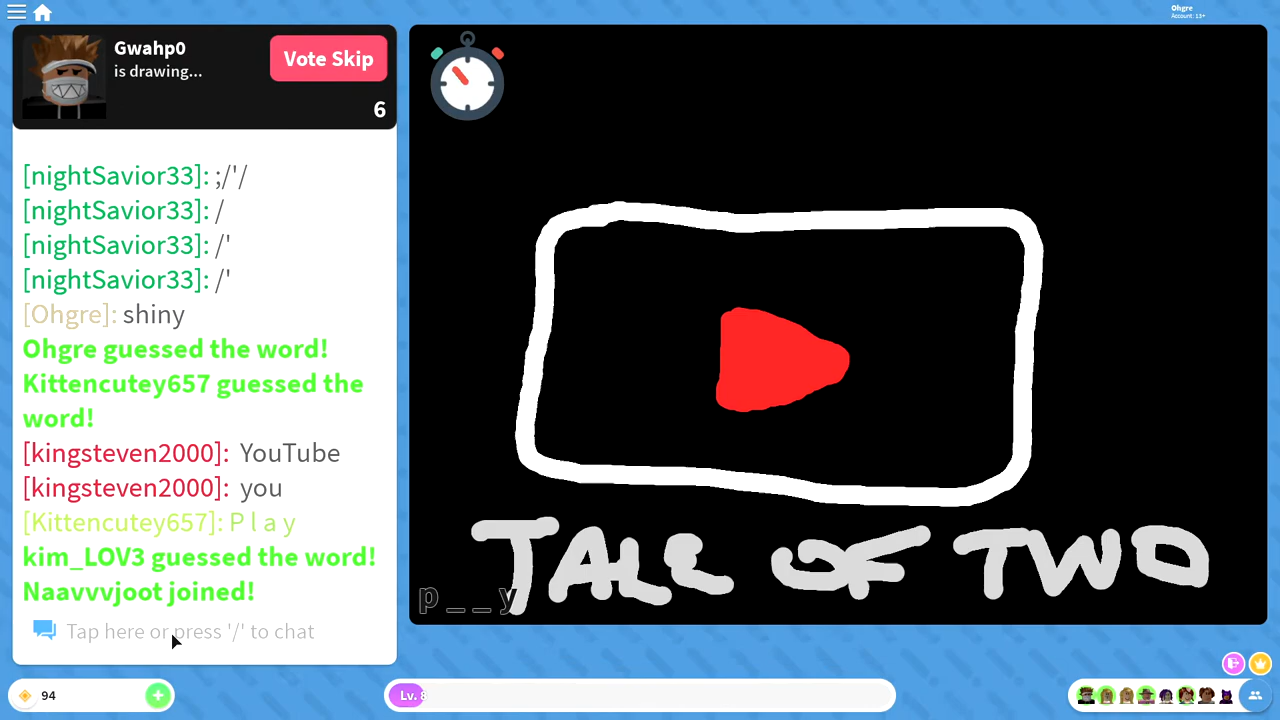 Ohgre
Account: 13+
Gwahp0
is drawing...
Vote Skip
6
[nightSavior33]: ;/'/
[nightSavior33]: /
[nightSavior33]: /'
[nightSavior33]: /'
[Ohgre]: shiny
Ohgre guessed the word!
Kittencutey657 guessed the
word!
[kingsteven2000]: YouTube
[kingsteven2000]: you
[Kittencutey657]: P l a y
kim_LOV3 guessed the word!
Naavvvjoot joined!
Tap here or press '/' to chat
TALE OF TWO
p _ _ y
94
Lv. 8